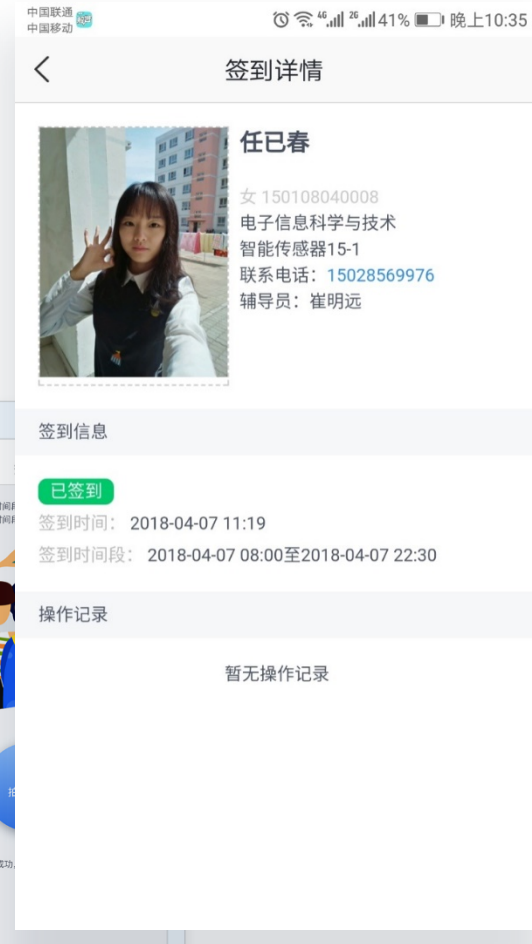 中国联通
中国移动
4G 2G 41% 晚上10:35
签到详情
任已春
女 150108040008
电子信息科学与技术
智能传感器15-1
联系电话：15028569976
辅导员：崔明远
签到信息
已签到
签到时间： 2018-04-07 11:19
签到时间段： 2018-04-07 08:00至2018-04-07 22:30
操作记录
暂无操作记录